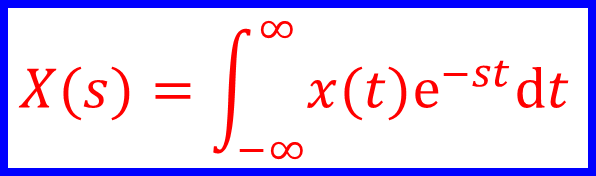 X(s) = ∫_{-∞}^{∞} x(t)e^{-st}dt